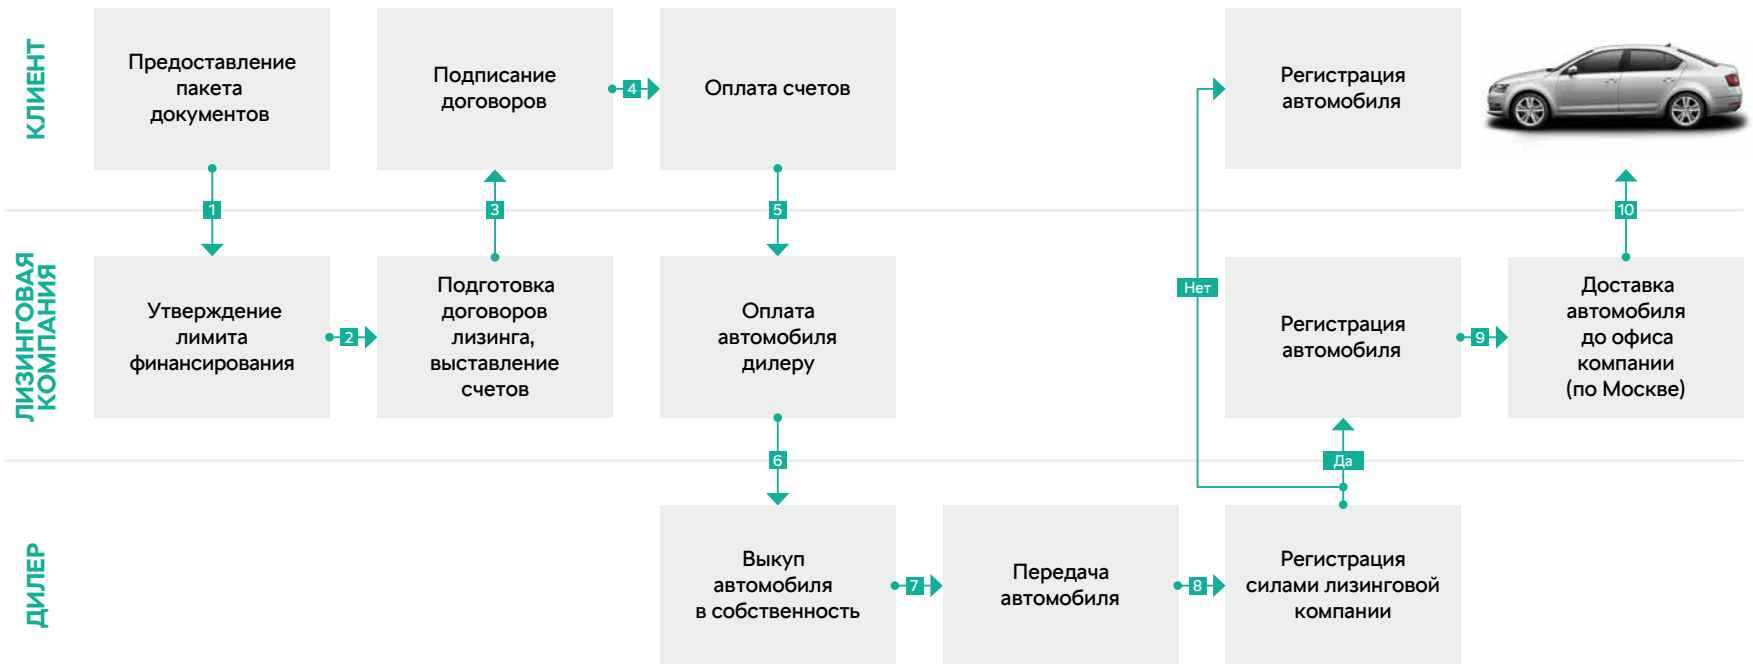 КЛИЕНТ
Предоставление
пакета
документов
Подписание
договоров
4
Оплата счетов
Регистрация
автомобиля
1
3
5
10
ЛИЗИНГОВАЯ
КОМПАНИЯ
Утверждение
лимита
финансирования
2
Подготовка
договоров
лизинга,
выставление
счетов
Оплата
автомобиля
дилеру
Нет
Регистрация
автомобиля
9
Доставка
автомобиля
до офиса
компании
(по Москве)
6
Да
ДИЛЕР
Выкуп
автомобиля
в собственность
7
Передача
автомобиля
8
Регистрация
силами лизинговой
компании